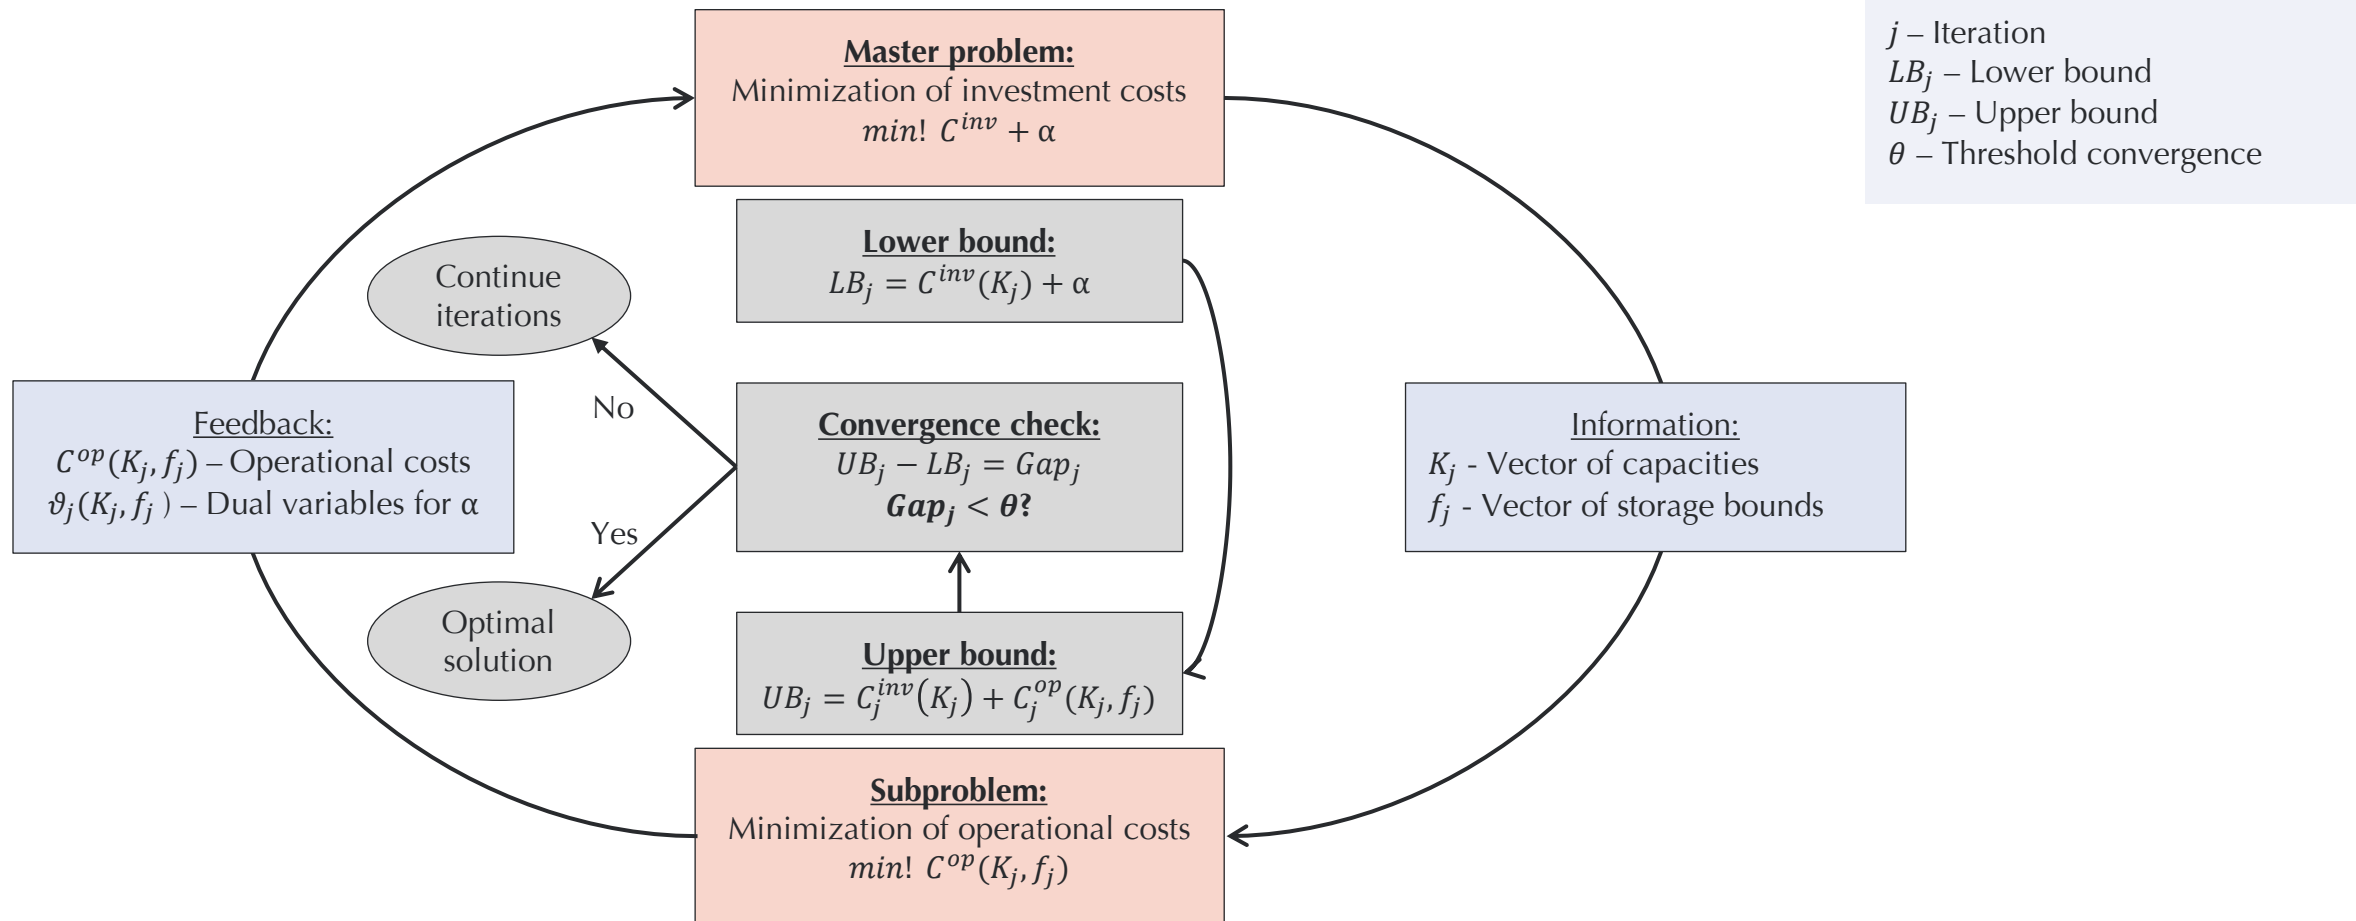 Master problem:
Minimization of investment costs
min! C^{inv} + α
j – Iteration
LB_j – Lower bound
UB_j – Upper bound
θ – Threshold convergence
Lower bound:
LB_j = C^{inv}(K_j) + α
Continue
iterations
No
Feedback:
C^{op}(K_j, f_j) – Operational costs
ϑ_j(K_j, f_j ) – Dual variables for α
Convergence check:
UB_j − LB_j = Gap_j
Gap_j < θ?
Information:
K_j - Vector of capacities
f_j - Vector of storage bounds
Yes
Optimal
solution
Upper bound:
UB_j = C_j^{inv}(K_j) + C_j^{op}(K_j, f_j)
Subproblem:
Minimization of operational costs
min! C^{op}(K_j, f_j)